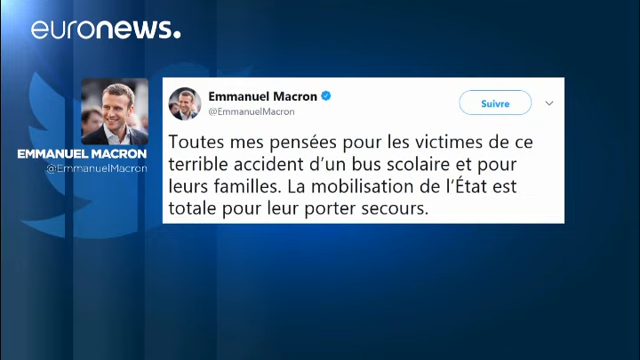 euronews.
EMMANUEL MACRON
@EmmanuelMacron
Emmanuel Macron
@EmmanuelMacron
Suivre
Toutes mes pensées pour les victimes de ce
terrible accident d'un bus scolaire et pour
leurs familles. La mobilisation de l'État est
totale pour leur porter secours.